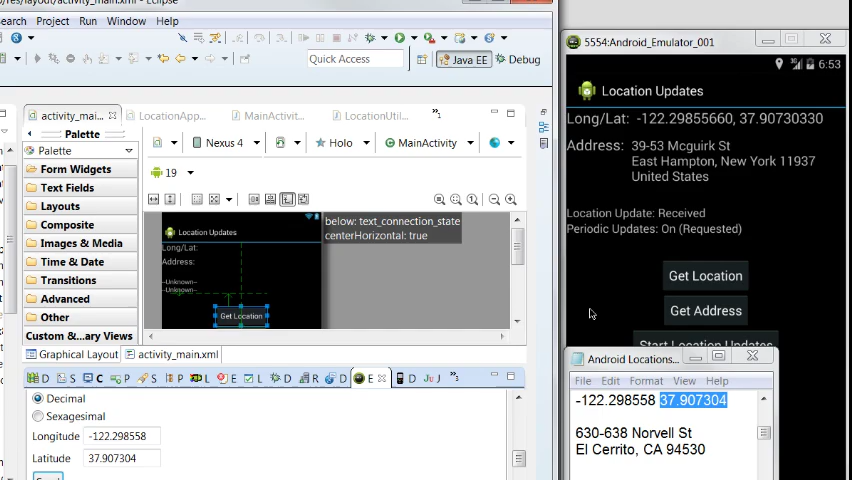 /res/layout/activity_main.xml - Eclipse
Search Project Run Window Help
Quick Access
Java EE
Debug
activity_mai...
LocationApp...
MainActivit...
LocationUtil...
»1
Palette
Palette
Form Widgets
Text Fields
Layouts
Composite
Images & Media
Time & Date
Transitions
Advanced
Other
Custom &...ary Views
Nexus 4
Holo
MainActivity
19
Location Updates
Long/Lat:
Address:
--Unknown--
--Unknown--
Get Location
below: text_connection_state
centerHorizontal: true
Graphical Layout
activity_main.xml
D S C P S P L E L D R D E D Ju J »3
Decimal
Sexagesimal
Longitude -122.298558
Latitude 37.907304
5554:Android_Emulator_001
3G 6:53
Location Updates
Long/Lat: -122.29855660, 37.90730330
Address: 39-53 Mcguirk St
East Hampton, New York 11937
United States
Location Update: Received
Periodic Updates: On (Requested)
Get Location
Get Address
Start Location Updates
Android Locations...
File Edit Format View Help
-122.298558 37.907304
630-638 Norvell St
El Cerrito, CA 94530